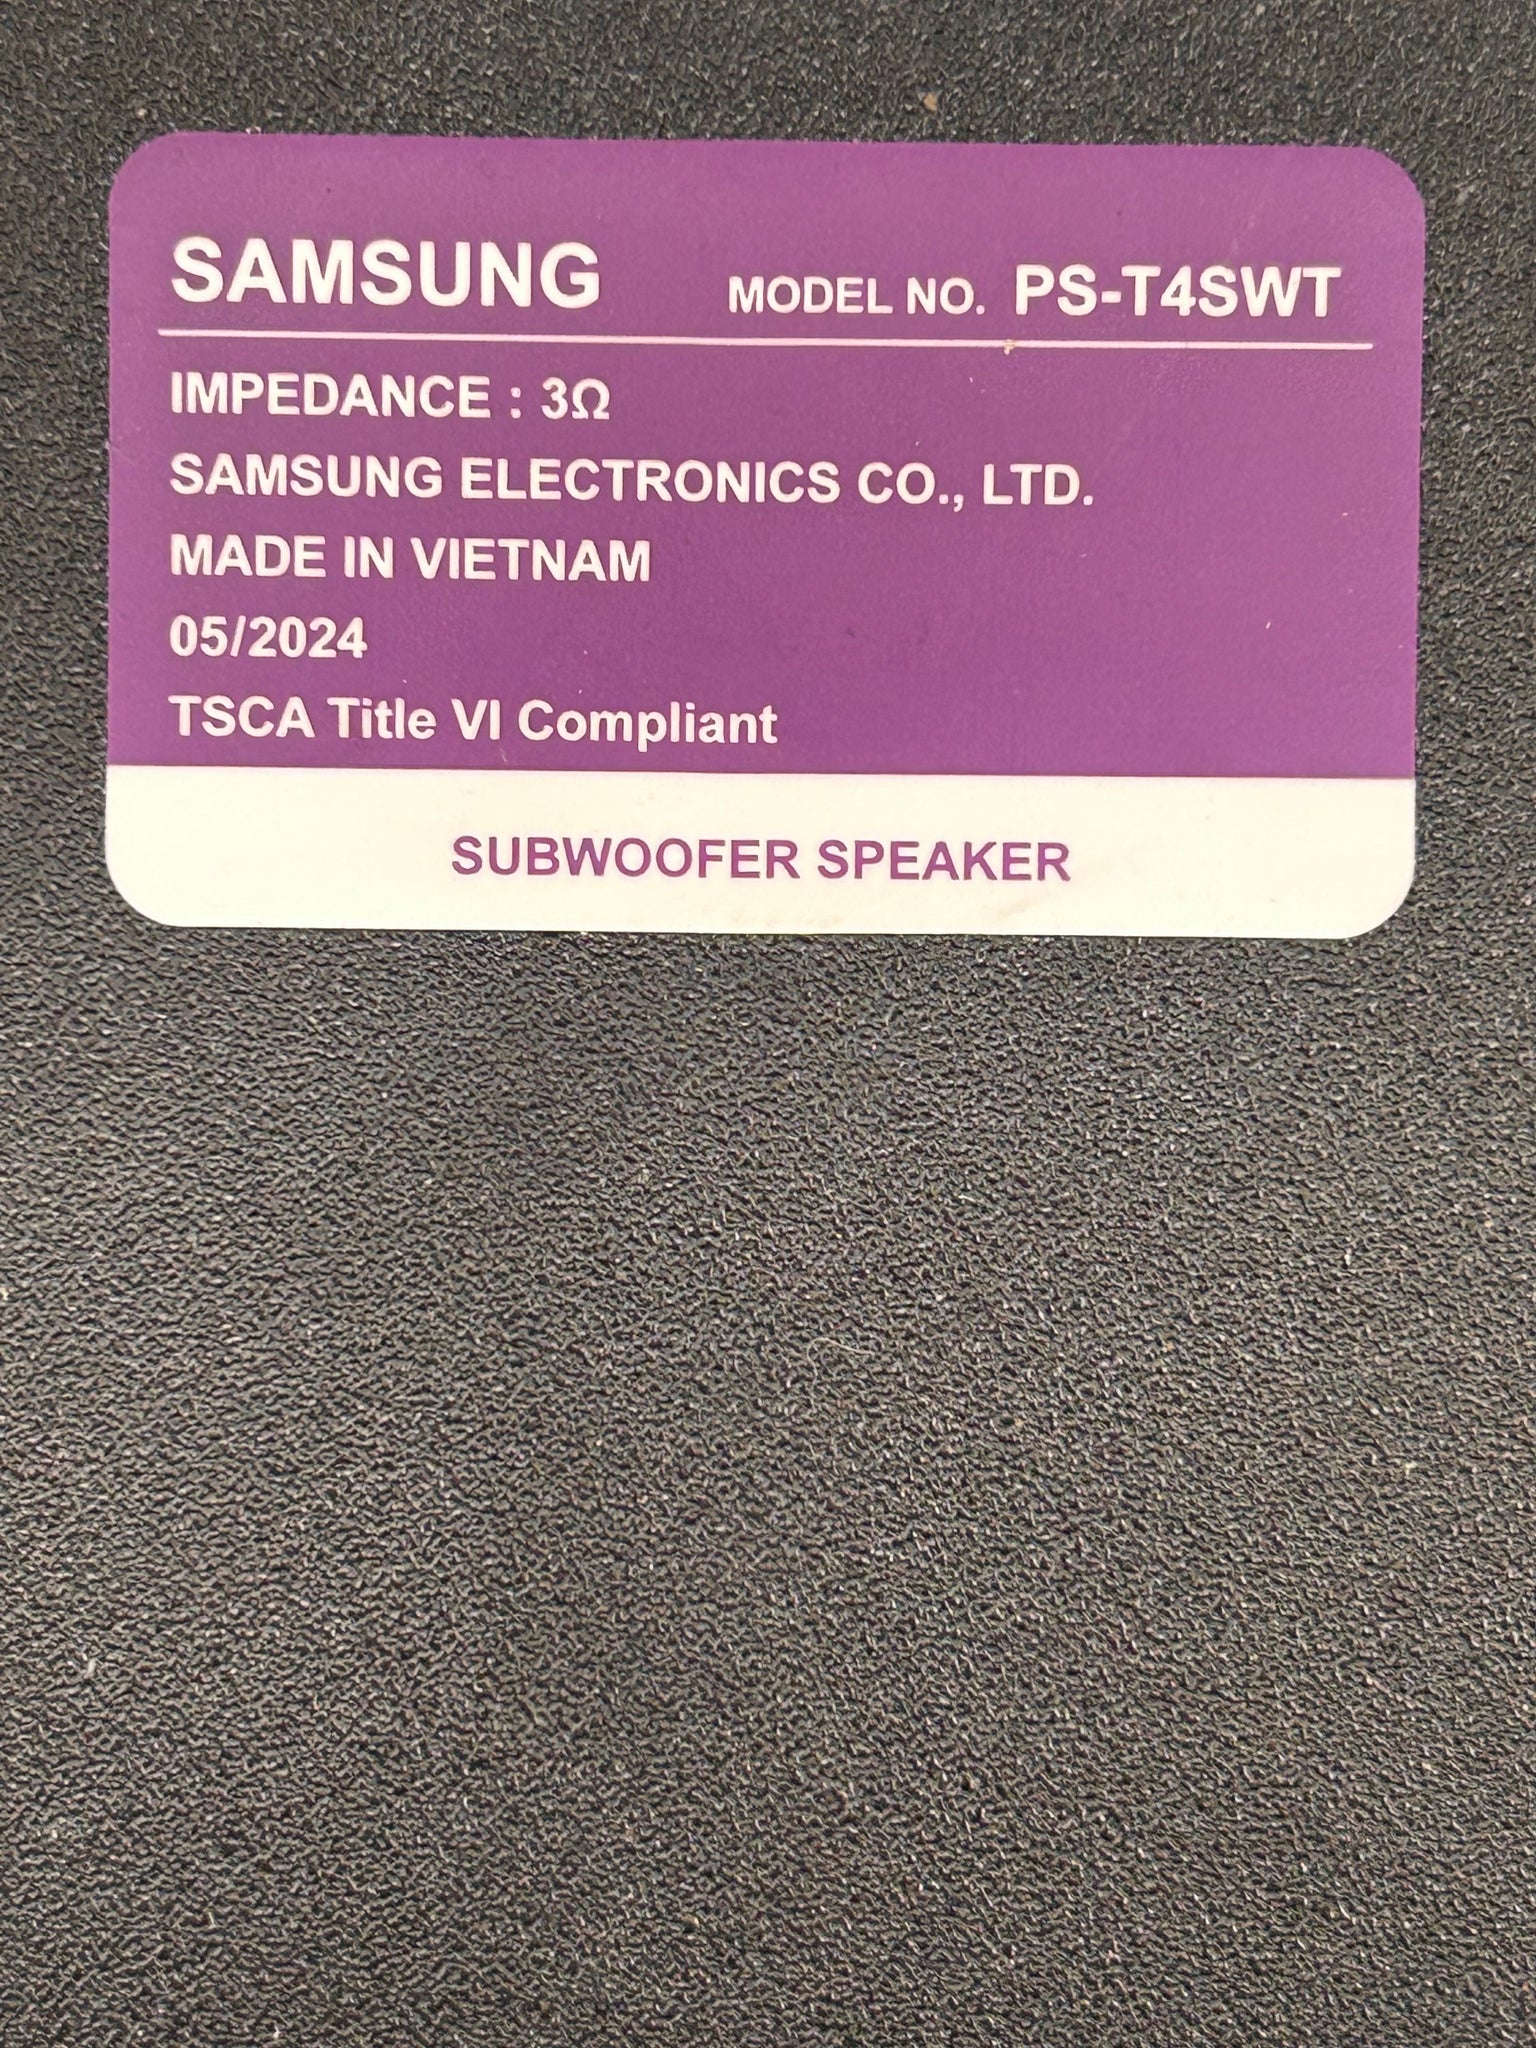 SAMSUNG MODEL NO. PS-T4SWT
IMPEDANCE : 3Ω
SAMSUNG ELECTRONICS CO., LTD.
MADE IN VIETNAM
05/2024
TSCA Title VI Compliant
SUBWOOFER SPEAKER